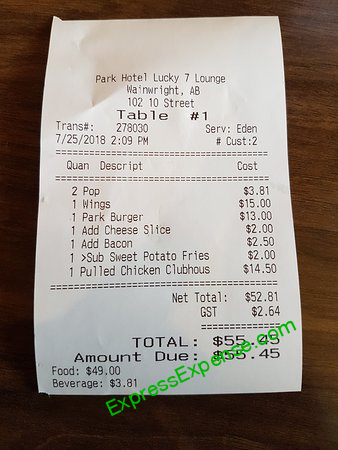 Park Hotel Lucky 7 Lounge
Wainwright, AB
102 10 Street
Table #1
Trans#: 278030 Serv: Eden
7/25/2018 2:09 PM # Cust:2
Quan Descript Cost
2 Pop $3.81
1 Wings $15.00
1 Park Burger $13.00
1 Add Cheese Slice $2.00
1 Add Bacon $2.50
1 >Sub Sweet Potato Fries $2.00
1 Pulled Chicken Clubhous $14.50
Net Total: $52.81
GST $2.64
TOTAL: $55.45
Amount Due: $55.45
Food: $49.00
Beverage: $3.81
ExpressExpense.com